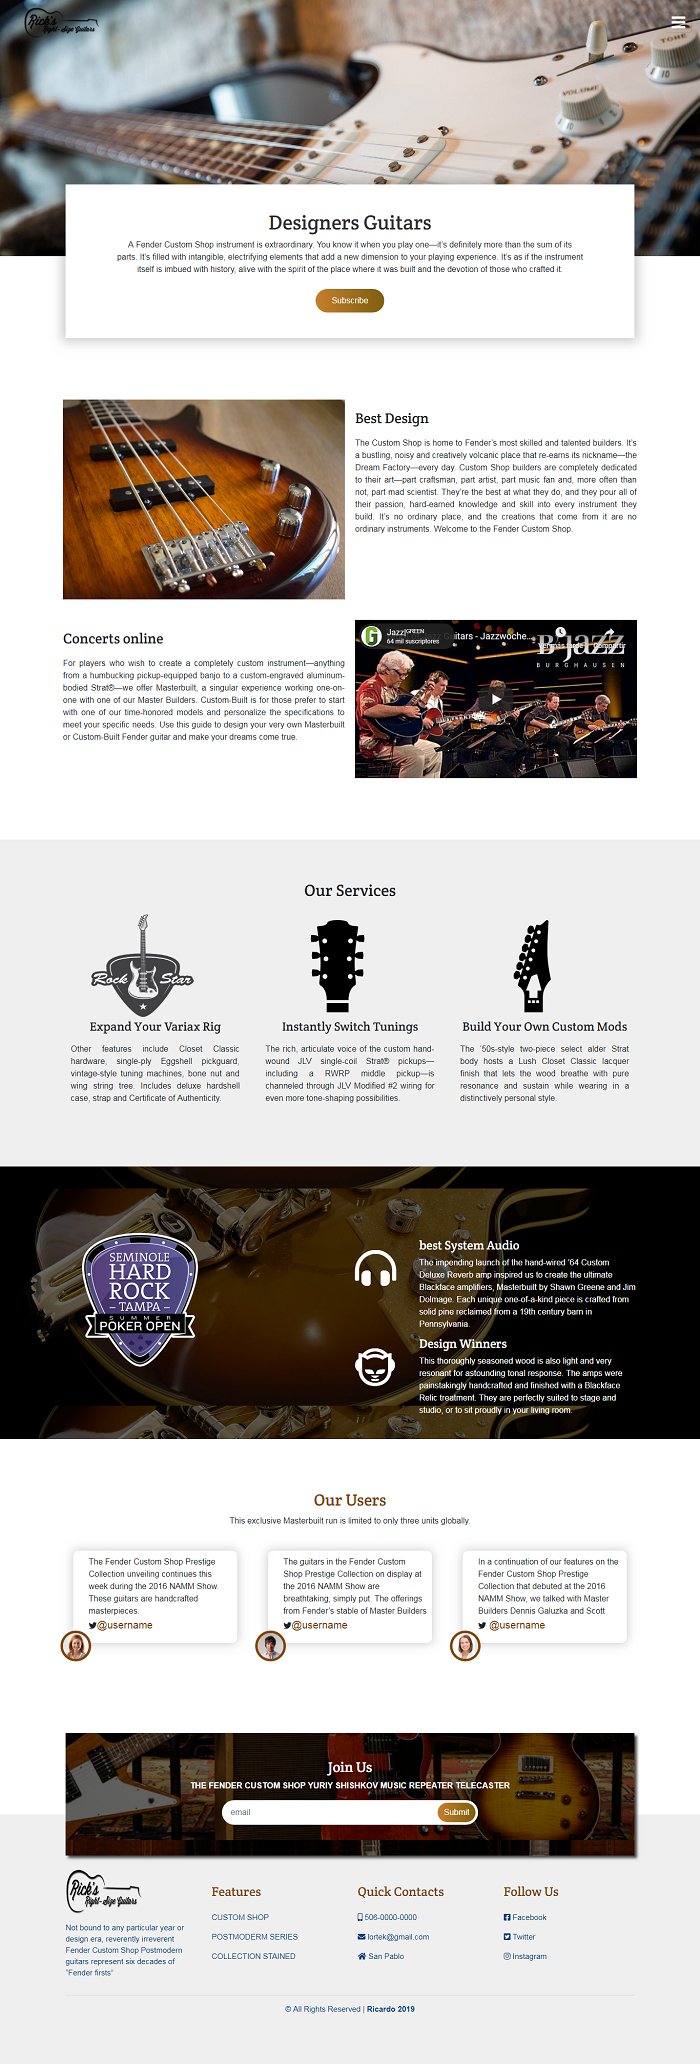 Rick's
Right-Size Guitars
TONE
VOLUME
10
Designers Guitars
A Fender Custom Shop instrument is extraordinary. You know it when you play one—it's definitely more than the sum of its
parts. It's filled with intangible, electrifying elements that add a new dimension to your playing experience. It's as if the instrument
itself is imbued with history, alive with the spirit of the place where it was built and the devotion of those who crafted it.
Subscribe
Best Design
The Custom Shop is home to Fender's most skilled and talented builders. It's
a bustling, noisy and creatively volcanic place that re-earns its nickname—the
Dream Factory—every day. Custom Shop builders are completely dedicated
to their art—part craftsman, part artist, part music fan and, more often than
not, part mad scientist. They're the best at what they do, and they pour all of
their passion, hard-earned knowledge and skill into every instrument they
build. It's no ordinary place, and the creations that come from it are no
ordinary instruments. Welcome to the Fender Custom Shop.
Concerts online
For players who wish to create a completely custom instrument—anything
from a humbucking pickup-equipped banjo to a custom-engraved aluminum-
bodied Strat®—we offer Masterbuilt, a singular experience working one-on-
one with one of our Master Builders. Custom-Built is for those prefer to start
with one of our time-honored models and personalize the specifications to
meet your specific needs. Use this guide to design your very own Masterbuilt
or Custom-Built Fender guitar and make your dreams come true.
G
Jazz|GREEN
64 mil suscriptores
Guitars - Jazzwoche...
Compartir
B jazz
BURGHAUSEN
Our Services
Rock Star
Expand Your Variax Rig
Other features include Closet Classic
hardware, single-ply Eggshell pickguard,
vintage-style tuning machines, bone nut and
wing string tree. Includes deluxe hardshell
case, strap and Certificate of Authenticity.
Instantly Switch Tunings
The rich, articulate voice of the custom hand-
wound JLV single-coil Strat® pickups—
including a RWRP middle pickup—is
channeled through JLV Modified #2 wiring for
even more tone-shaping possibilities.
Build Your Own Custom Mods
The '50s-style two-piece select alder Strat
body hosts a Lush Closet Classic lacquer
finish that lets the wood breathe with pure
resonance and sustain while wearing in a
distinctively personal style.
SEMINOLE
HARD
ROCK
– TAMPA –
SUMMER
POKER OPEN
best System Audio
The impending launch of the hand-wired '64 Custom
Deluxe Reverb amp inspired us to create the ultimate
Blackface amplifiers, Masterbuilt by Shawn Greene and Jim
Dolmage. Each unique one-of-a-kind piece is crafted from
solid pine reclaimed from a 19th century barn in
Pennsylvania.
Design Winners
This thoroughly seasoned wood is also light and very
resonant for astounding tonal response. The amps were
painstakingly handcrafted and finished with a Blackface
Relic treatment. They are perfectly suited to stage and
studio, or to sit proudly in your living room.
Our Users
This exclusive Masterbuilt run is limited to only three units globally.
The Fender Custom Shop Prestige
Collection unveiling continues this
week during the 2016 NAMM Show.
These guitars are handcrafted
masterpieces.
@username
The guitars in the Fender Custom
Shop Prestige Collection on display at
the 2016 NAMM Show are
breathtaking, simply put. The offerings
from Fender's stable of Master Builders
@username
In a continuation of our features on the
Fender Custom Shop Prestige
Collection that debuted at the 2016
NAMM Show, we talked with Master
Builders Dennis Galuzka and Scott
@username
Join Us
THE FENDER CUSTOM SHOP YURIY SHISHKOV MUSIC REPEATER TELECASTER
email
Submit
Rick's
Right-Size Guitars
Not bound to any particular year or
design era, reverently irreverent
Fender Custom Shop Postmodern
guitars represent six decades of
"Fender firsts"
Features
CUSTOM SHOP
POSTMODERM SERIES
COLLECTION STAINED
Quick Contacts
506-0000-0000
lortek@gmail.com
San Pablo
Follow Us
Facebook
Twitter
Instagram
© All Rights Reserved | Ricardo 2019